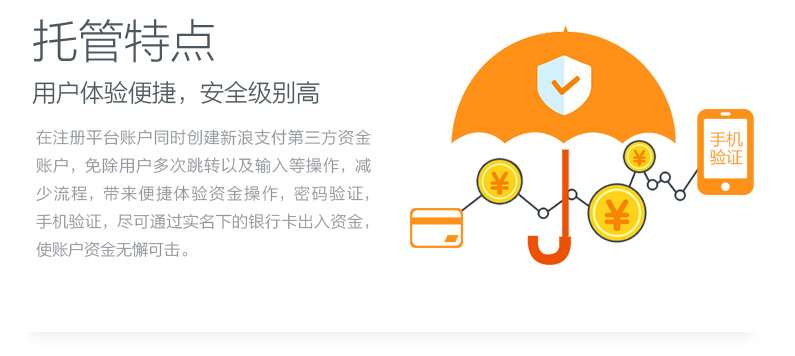 托管特点
用户体验便捷，安全级别高
在注册平台账户同时创建新浪支付第三方资金
账户，免除用户多次跳转以及输入等操作，减
少流程，带来便捷体验资金操作，密码验证，
手机验证，尽可通过实名下的银行卡出入资金，
使账户资金无懈可击。
手机
验证
¥
¥
¥